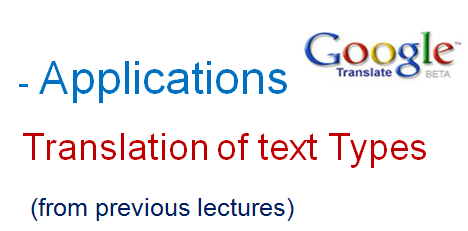 Google
Translate BETA
- Applications
Translation of text Types
(from previous lectures)